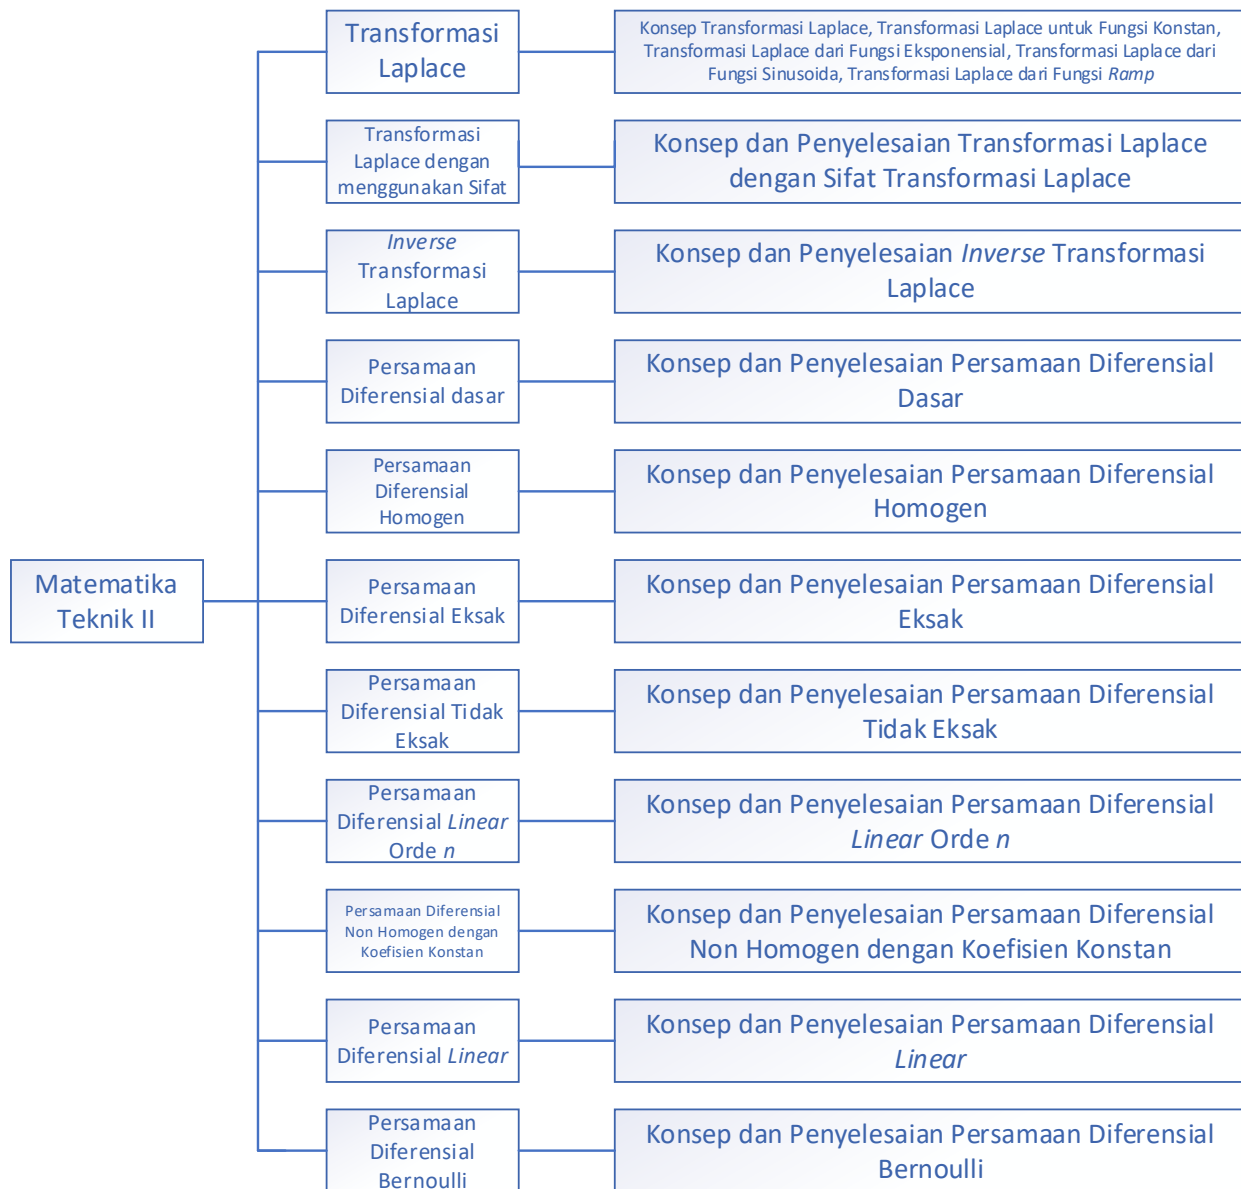 Transformasi
Laplace
Konsep Transformasi Laplace, Transformasi Laplace untuk Fungsi Konstan,
Transformasi Laplace dari Fungsi Eksponensial, Transformasi Laplace dari
Fungsi Sinusoida, Transformasi Laplace dari Fungsi Ramp
Transformasi
Laplace dengan
menggunakan Sifat
Konsep dan Penyelesaian Transformasi Laplace
dengan Sifat Transformasi Laplace
Inverse
Transformasi
Laplace
Konsep dan Penyelesaian Inverse Transformasi
Laplace
Persamaan
Diferensial dasar
Konsep dan Penyelesaian Persamaan Diferensial
Dasar
Persamaan
Diferensial
Homogen
Konsep dan Penyelesaian Persamaan Diferensial
Homogen
Matematika
Teknik II
Persamaan
Diferensial Eksak
Konsep dan Penyelesaian Persamaan Diferensial
Eksak
Persamaan
Diferensial Tidak
Eksak
Konsep dan Penyelesaian Persamaan Diferensial
Tidak Eksak
Persamaan
Diferensial Linear
Orde n
Konsep dan Penyelesaian Persamaan Diferensial
Linear Orde n
Persamaan Diferensial
Non Homogen dengan
Koefisien Konstan
Konsep dan Penyelesaian Persamaan Diferensial
Non Homogen dengan Koefisien Konstan
Persamaan
Diferensial Linear
Konsep dan Penyelesaian Persamaan Diferensial
Linear
Persamaan
Diferensial
Bernoulli
Konsep dan Penyelesaian Persamaan Diferensial
Bernoulli